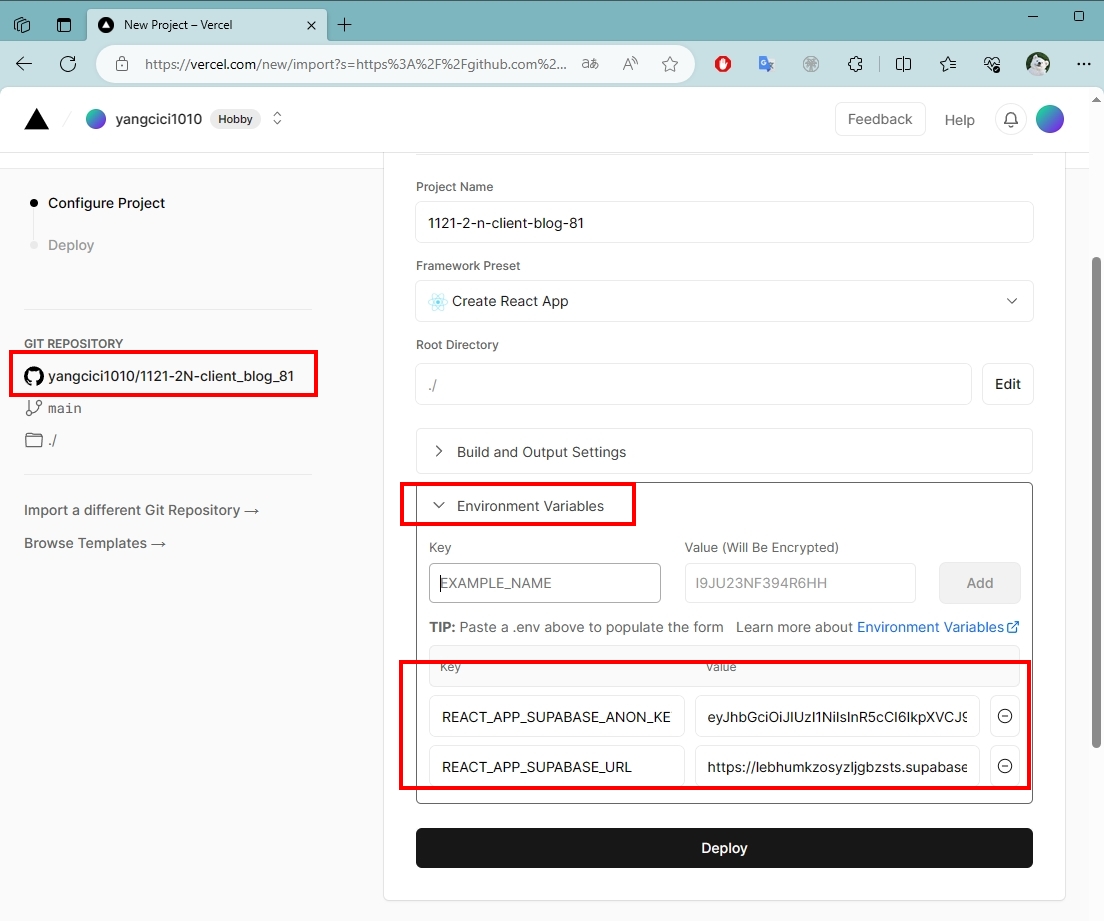 New Project – Vercel
https://vercel.com/new/import?s=https%3A%2F%2Fgithub.com%2...
yangcici1010 Hobby
Feedback Help
Configure Project
Deploy
GIT REPOSITORY
yangcici1010/1121-2N-client_blog_81
main
./
Import a different Git Repository →
Browse Templates →
Project Name
1121-2-n-client-blog-81
Framework Preset
Create React App
Root Directory
./ Edit
Build and Output Settings
Environment Variables
Key Value (Will Be Encrypted)
EXAMPLE_NAME I9JU23NF394R6HH Add
TIP: Paste a .env above to populate the form Learn more about Environment Variables
Key Value
REACT_APP_SUPABASE_ANON_KE eyJhbGciOiJIUzI1NiIsInR5cCI6IkpXVCJ9
REACT_APP_SUPABASE_URL https://lebhumkzosyzljgbzsts.supabase
Deploy